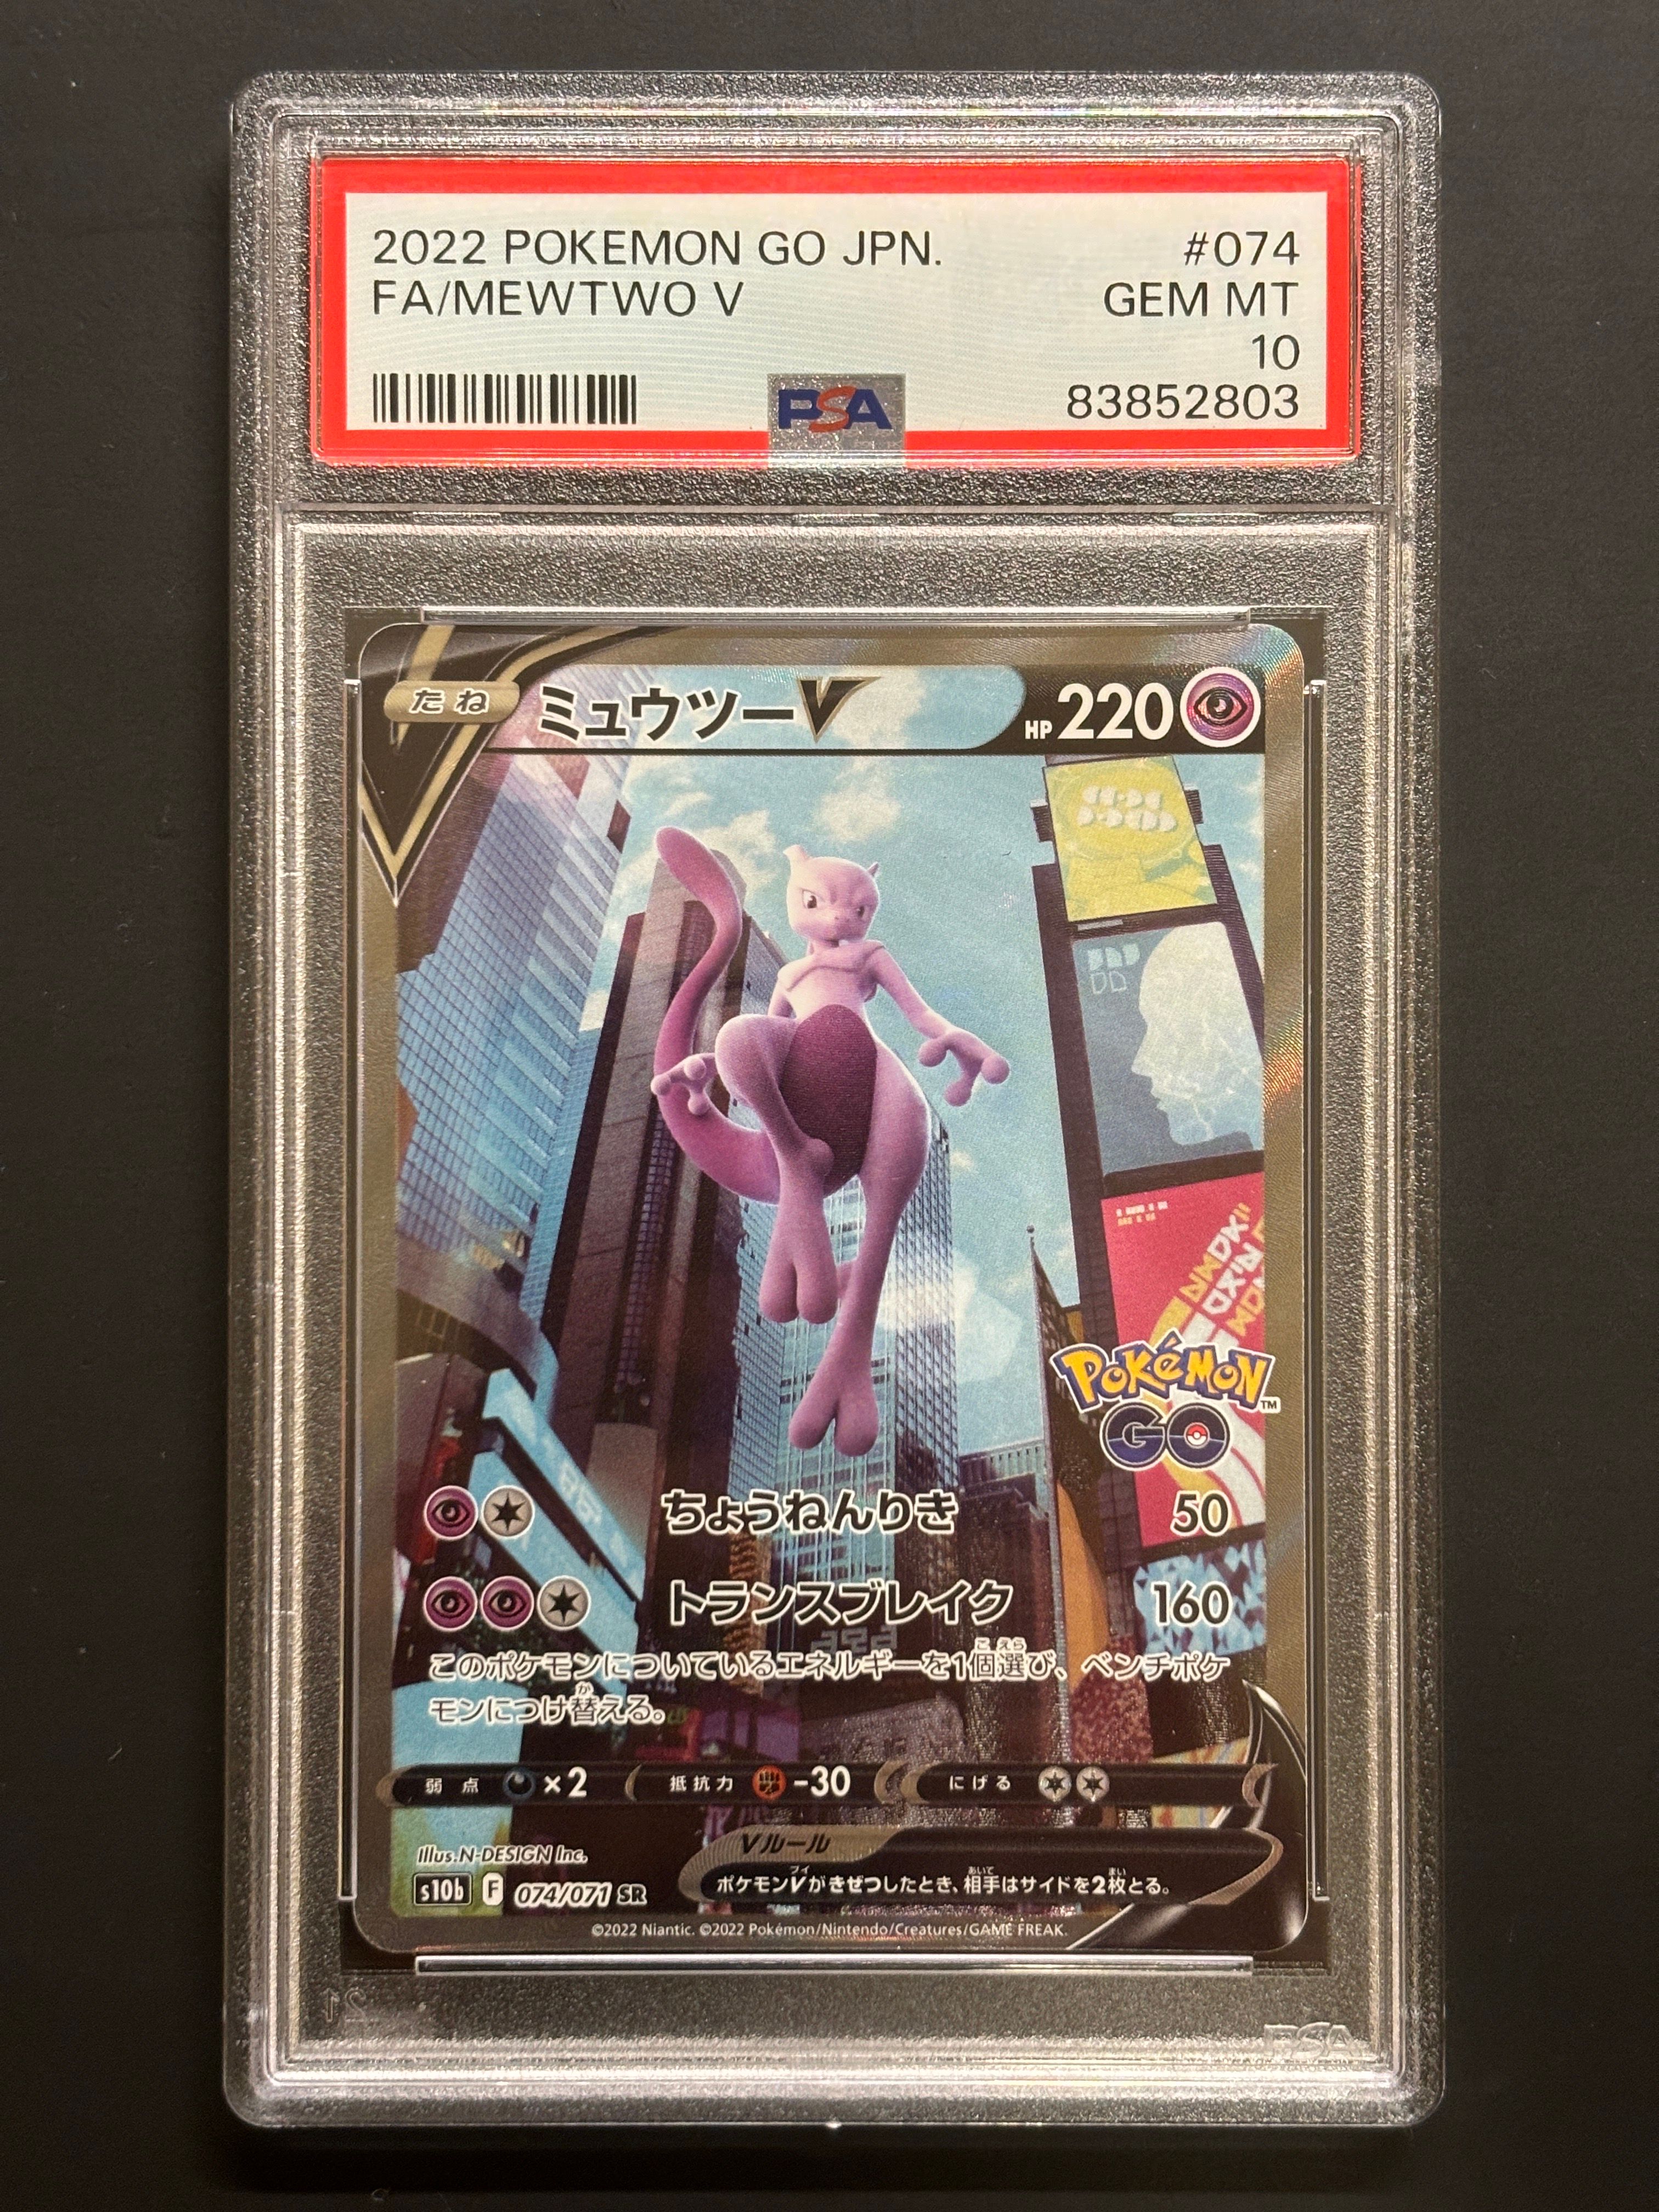 2022 POKEMON GO JPN. #074
FA/MEWTWO V GEM MT
10
PSA 83852803
たね ミュウツーV HP 220
Pokémon™
GO
ちょうねんりき 50
トランスブレイク 160
このポケモンについているエネルギーを1個選び、ベンチポケ
モンにつけ替える。
弱点 ×2 抵抗力 -30 にげる
Vルール
ポケモンVがきぜつしたとき、相手はサイドを2枚とる。
Illus.N-DESIGN Inc.
s10b F 074/071 SR
©2022 Niantic. ©2022 Pokémon/Nintendo/Creatures/GAME FREAK.
PSA